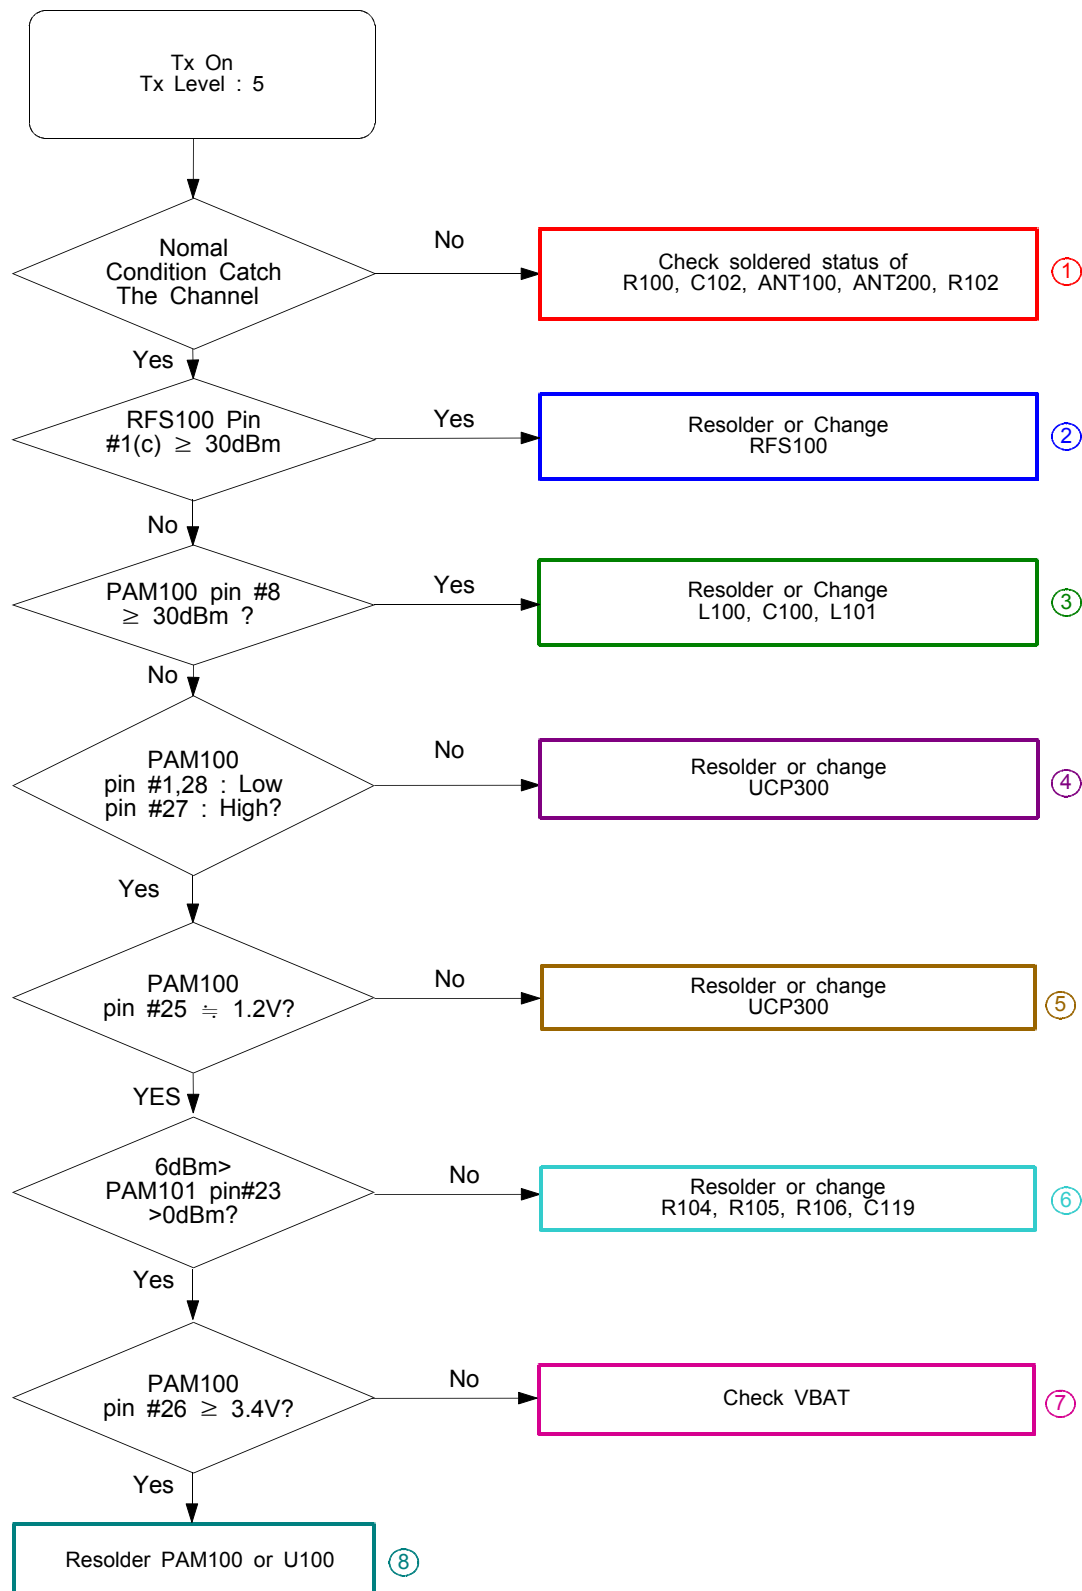 Tx On
Tx Level : 5
Nomal
Condition Catch
The Channel
No
Check soldered status of
R100, C102, ANT100, ANT200, R102
1
Yes
RFS100 Pin
#1(c) ≥ 30dBm
Yes
Resolder or Change
RFS100
2
No
PAM100 pin #8
≥ 30dBm ?
Yes
Resolder or Change
L100, C100, L101
3
No
PAM100
pin #1,28 : Low
pin #27 : High?
No
Resolder or change
UCP300
4
Yes
PAM100
pin #25 ≒ 1.2V?
No
Resolder or change
UCP300
5
YES
6dBm>
PAM101 pin#23
>0dBm?
No
Resolder or change
R104, R105, R106, C119
6
Yes
PAM100
pin #26 ≥ 3.4V?
No
Check VBAT
7
Yes
Resolder PAM100 or U100
8